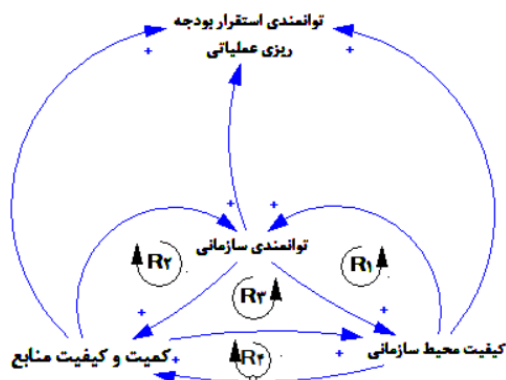 توانمندی استقرار بودجه
ریزی عملیاتی
+
+
+
+
توانمندی سازمانی
R۲
R۱
R۳
+
+
کیفیت محیط سازمانی
کمیت و کیفیت منابع
+
R۴
+